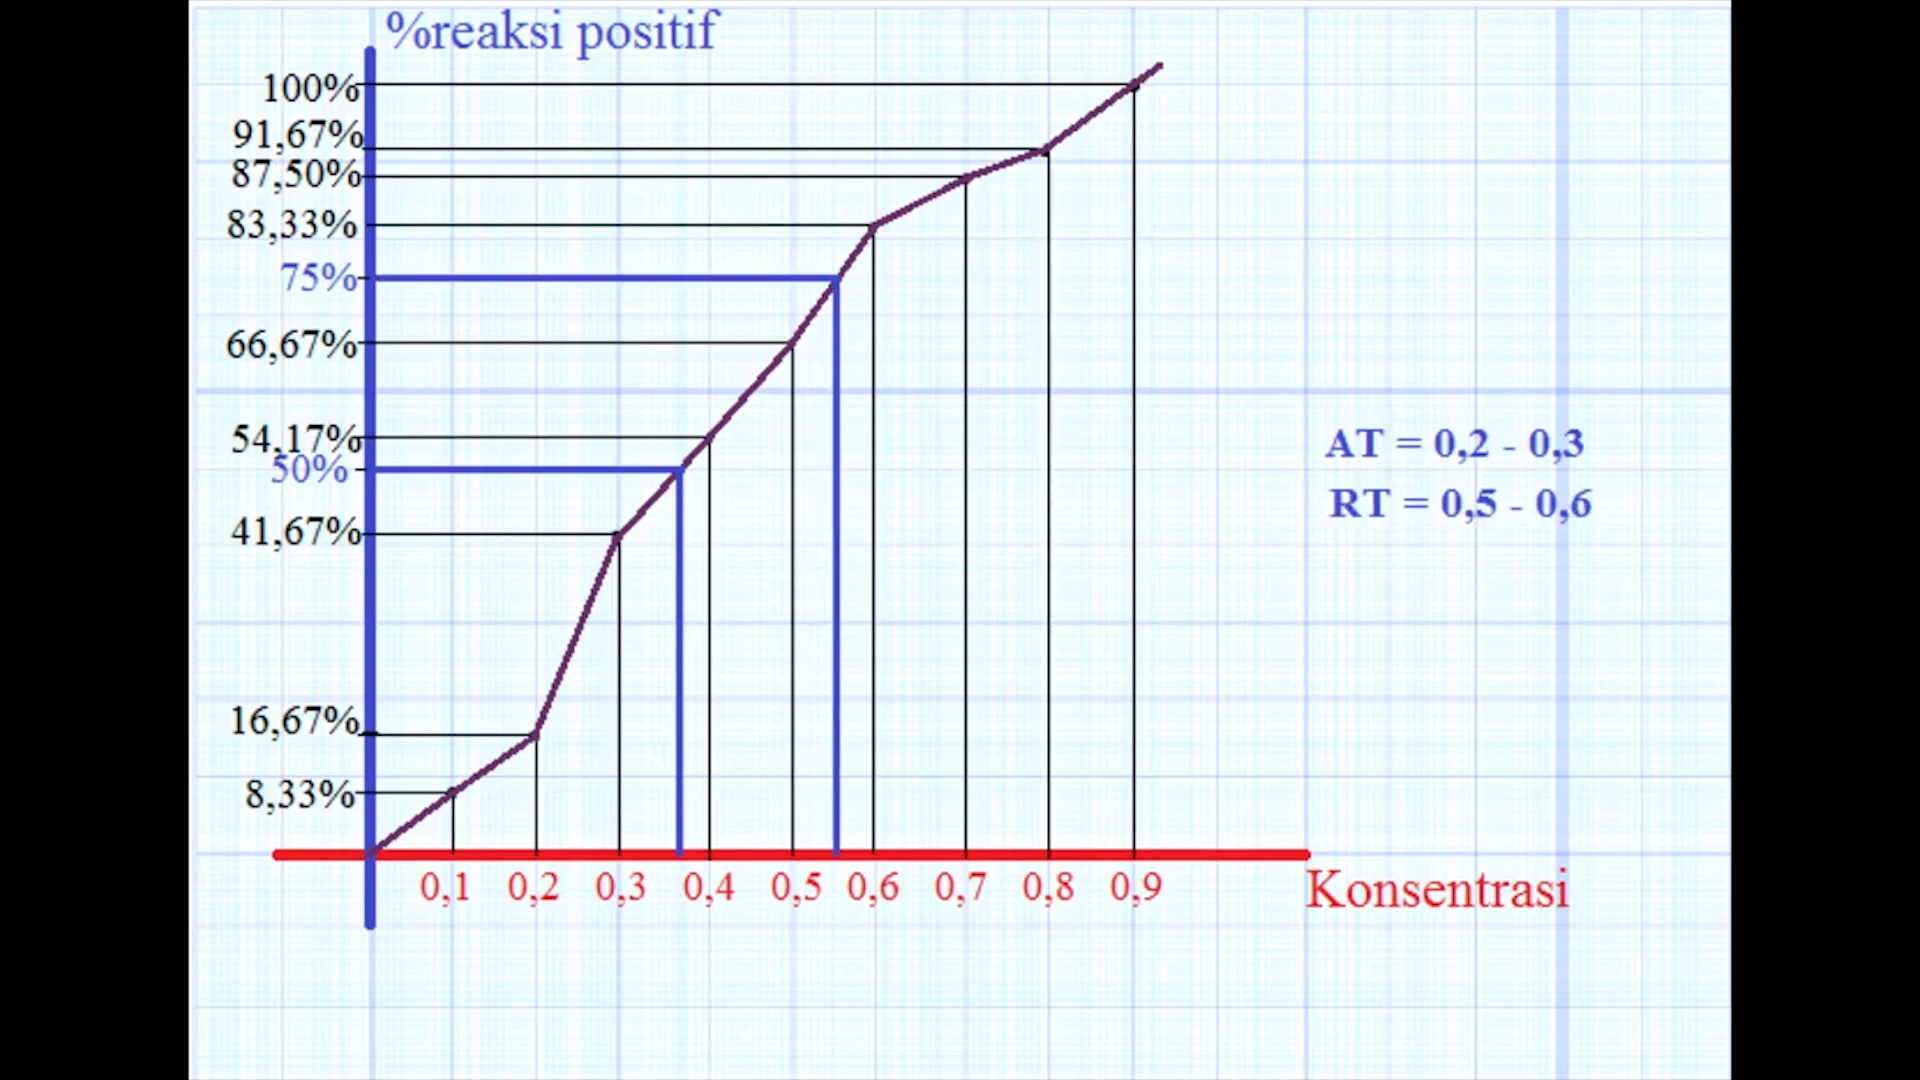 %reaksi positif
100%
91,67%
87,50%
83,33%
75%
66,67%
54,17%
50%
41,67%
16,67%
8,33%
AT = 0,2 - 0,3
RT = 0,5 - 0,6
0,1 0,2 0,3 0,4 0,5 0,6 0,7 0,8 0,9
Konsentrasi